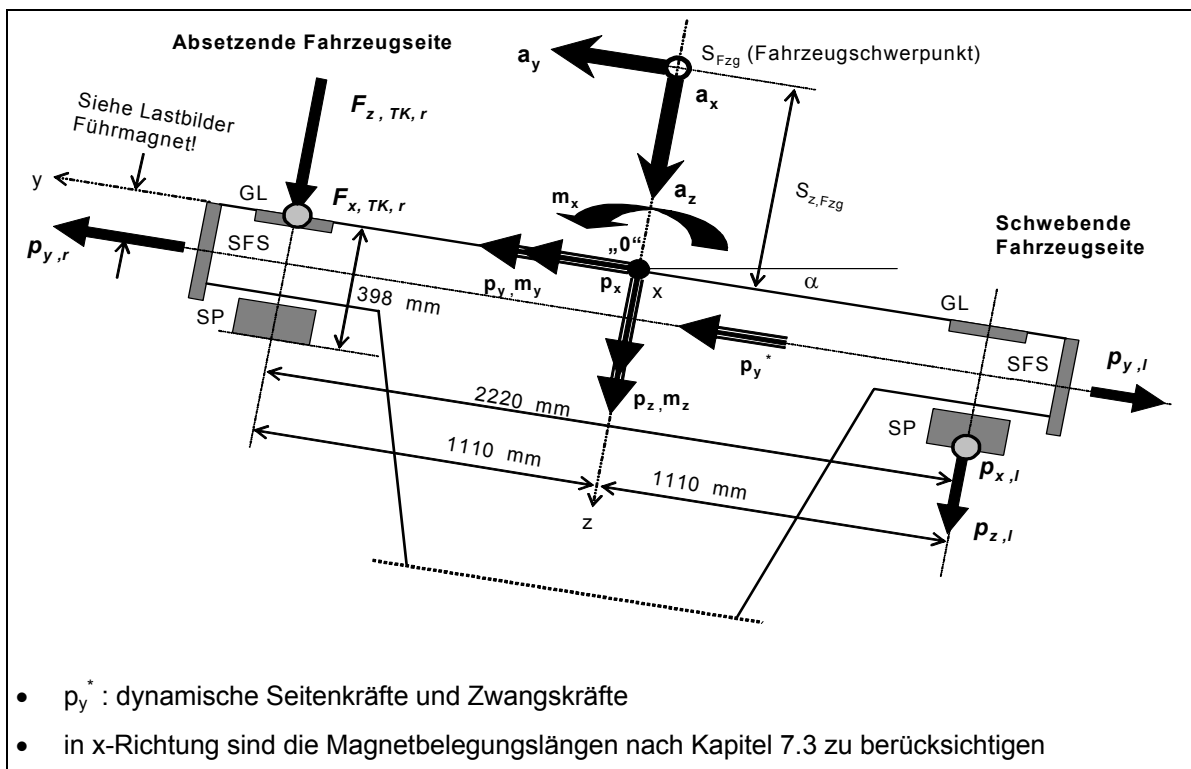 Absetzende Fahrzeugseite
S_Fzg (Fahrzeugschwerpunkt)
a_y
a_x
Siehe Lastbilder
Führmagnet!
F_z, TK, r
S_z,Fzg
y
GL
F_x, TK, r
m_x
a_z
Schwebende
Fahrzeugseite
p_y,r
SFS
„0“
p_y,m_y
p_x
x
α
GL
SP
398 mm
p_y*
SFS
p_y,l
p_z,m_z
2220 mm
SP
1110 mm
1110 mm
p_x,l
z
p_z,l
• p_y* : dynamische Seitenkräfte und Zwangskräfte
• in x-Richtung sind die Magnetbelegungslängen nach Kapitel 7.3 zu berücksichtigen